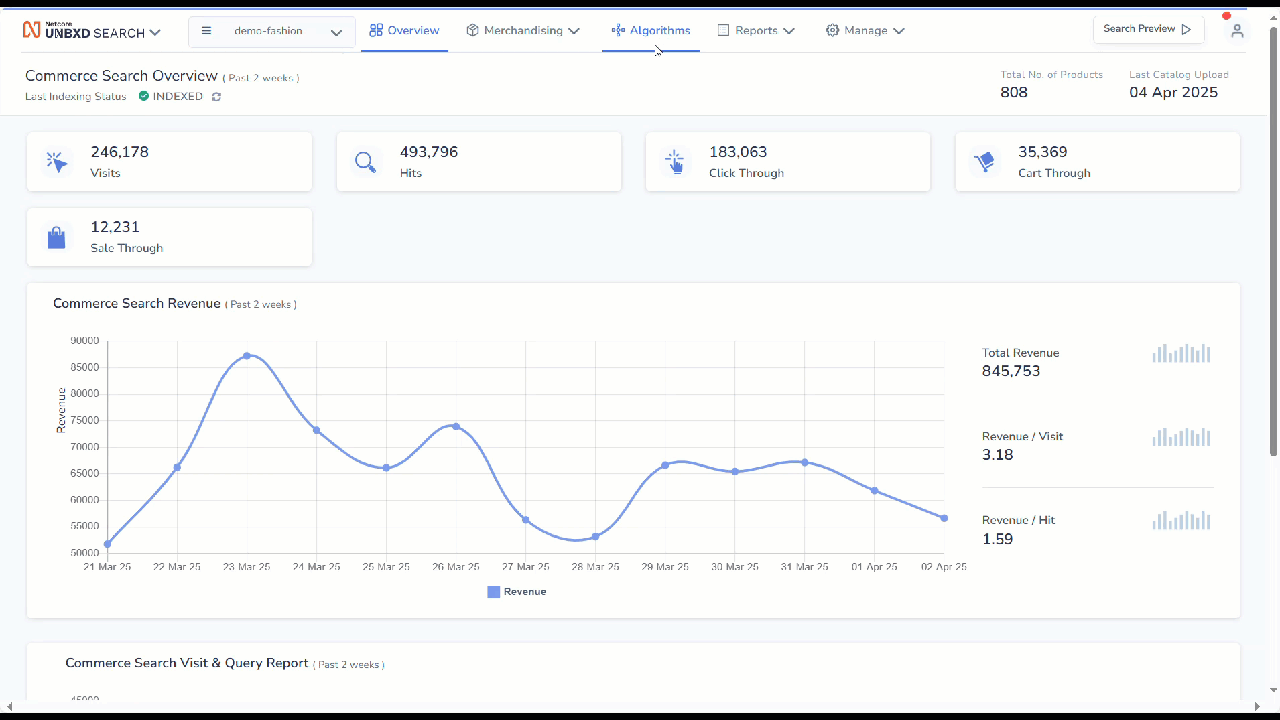 Netcore
UNBXD SEARCH
demo-fashion
Overview
Merchandising
Algorithms
Reports
Manage
Search Preview
Commerce Search Overview ( Past 2 weeks )
Last Indexing Status INDEXED
Total No. of Products
808
Last Catalog Upload
04 Apr 2025
246,178
Visits
493,796
Hits
183,063
Click Through
35,369
Cart Through
12,231
Sale Through
Commerce Search Revenue ( Past 2 weeks )
90000
85000
80000
75000
70000
65000
60000
55000
50000
Revenue
21 Mar 25 22 Mar 25 23 Mar 25 24 Mar 25 25 Mar 25 26 Mar 25 27 Mar 25 28 Mar 25 29 Mar 25 30 Mar 25 31 Mar 25 01 Apr 25 02 Apr 25
Revenue
Total Revenue
845,753
Revenue / Visit
3.18
Revenue / Hit
1.59
Commerce Search Visit & Query Report ( Past 2 weeks )
45000